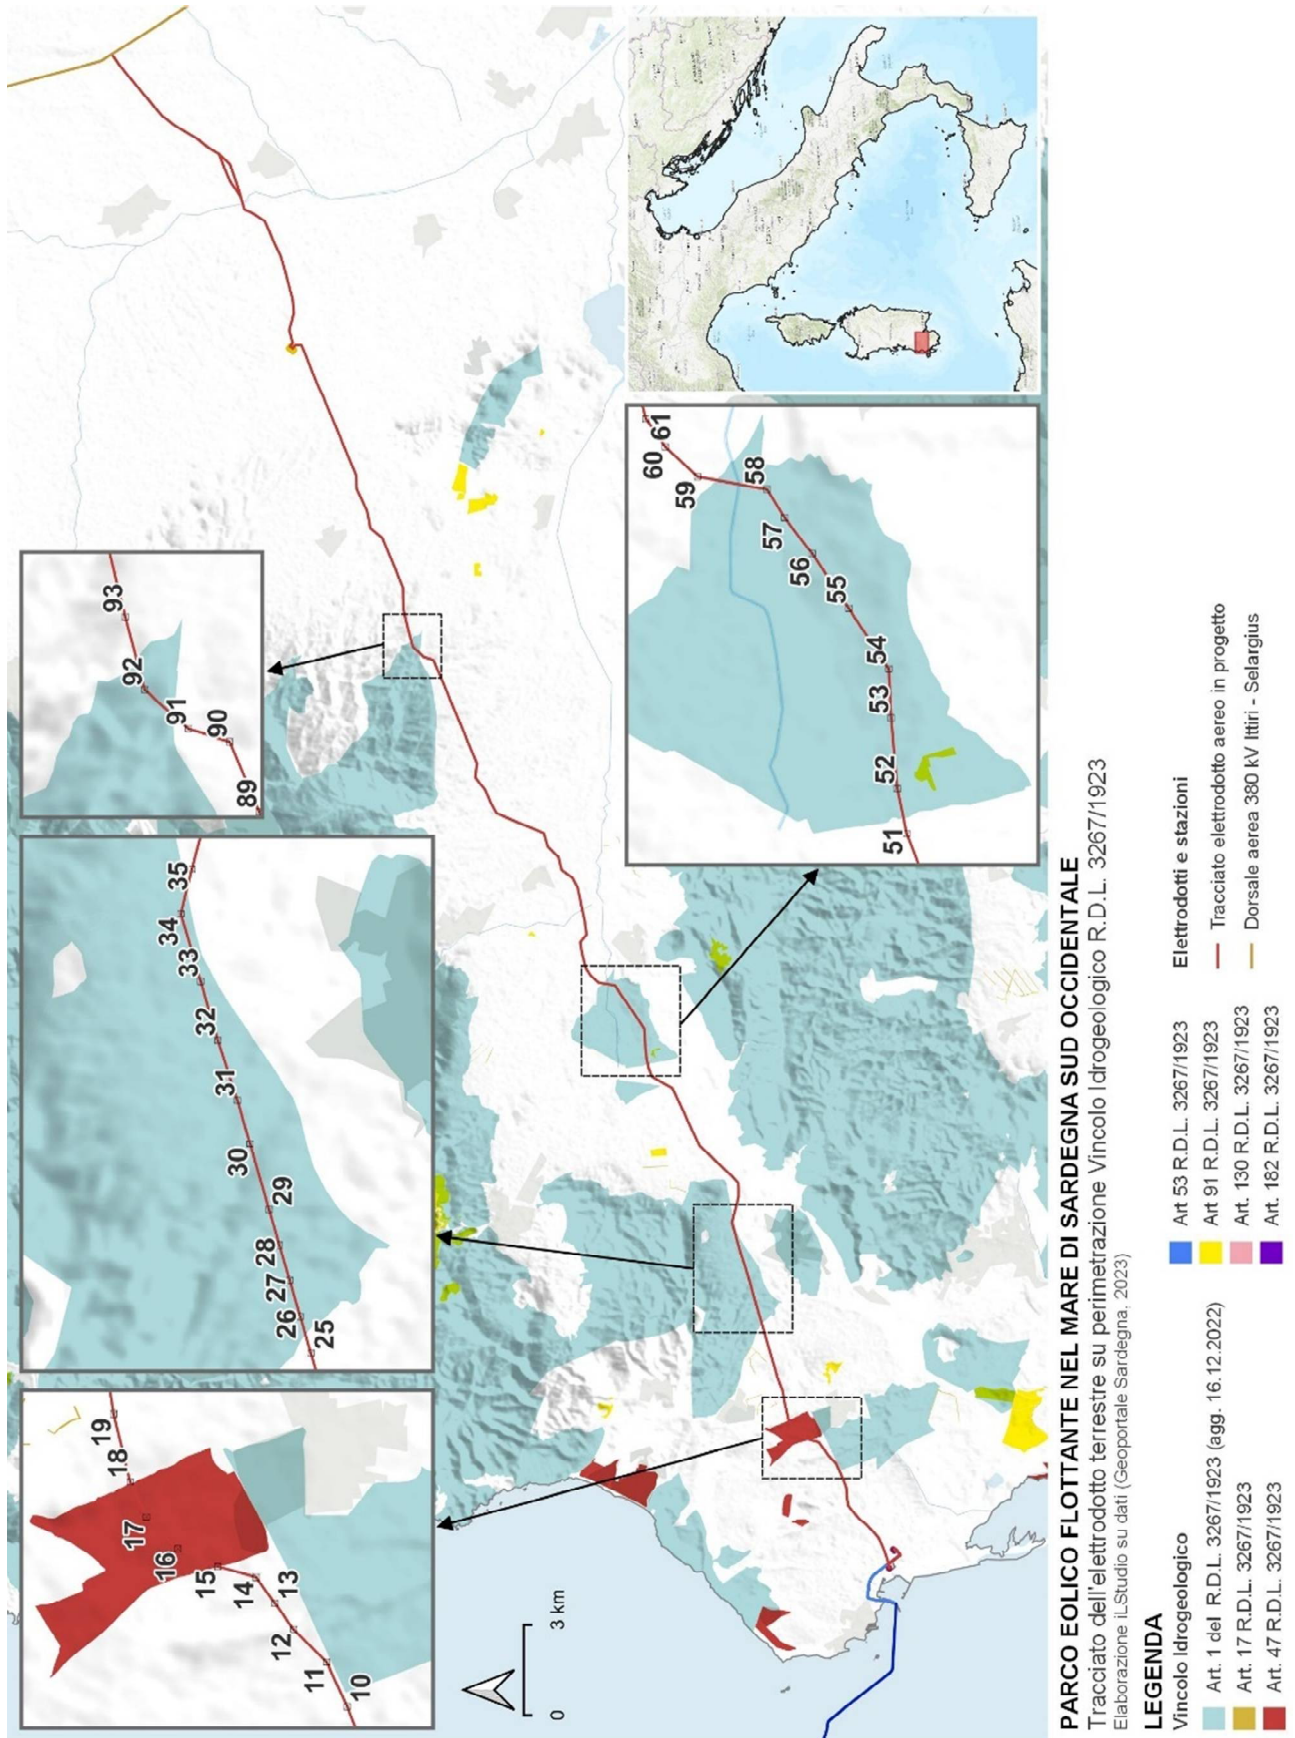 10
11
12
13
14
15
16
17
18
19
25
26
27
28
29
30
31
32
33
34
35
89
90
91
92
93
51
52
53
54
55
56
57
58
59
60
61
0 3 km
PARCO EOLICO FLOTTANTE NEL MARE DI SARDEGNA SUD OCCIDENTALE
Tracciato dell'elettrodotto terrestre su perimetrazione Vincolo Idrogeologico R.D.L. 3267/1923
Elaborazione iLStudio su dati (Geoportale Sardegna, 2023)
LEGENDA
Vincolo Idrogeologico
Art. 1 del R.D.L. 3267/1923 (agg. 16.12.2022)
Art. 17 R.D.L. 3267/1923
Art. 47 R.D.L. 3267/1923
Art 53 R.D.L. 3267/1923
Art 91 R.D.L. 3267/1923
Art. 130 R.D.L. 3267/1923
Art. 182 R.D.L. 3267/1923
Elettrodotti e stazioni
Tracciato elettrodotto aereo in progetto
Dorsale aerea 380 kV Ittiri - Selargius